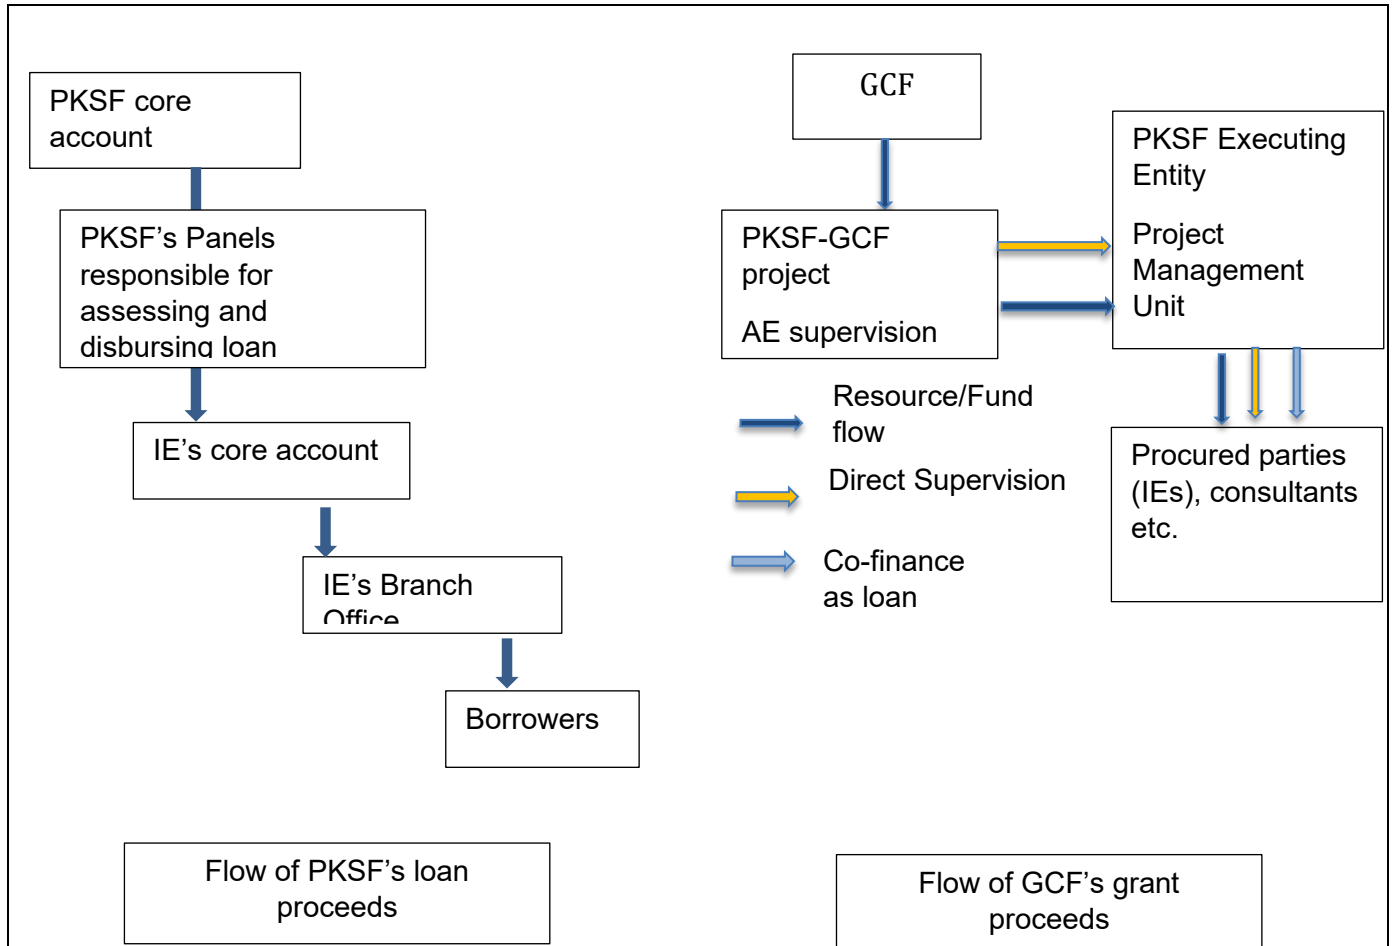 PKSF core
account
PKSF’s Panels
responsible for
assessing and
disbursing loan
IE’s core account
IE’s Branch
Office
Borrowers
Flow of PKSF’s loan
proceeds
GCF
PKSF-GCF
project
AE supervision
PKSF Executing
Entity
Project
Management
Unit
Resource/Fund
flow
Direct Supervision
Co-finance
as loan
Procured parties
(IEs), consultants
etc.
Flow of GCF’s grant
proceeds